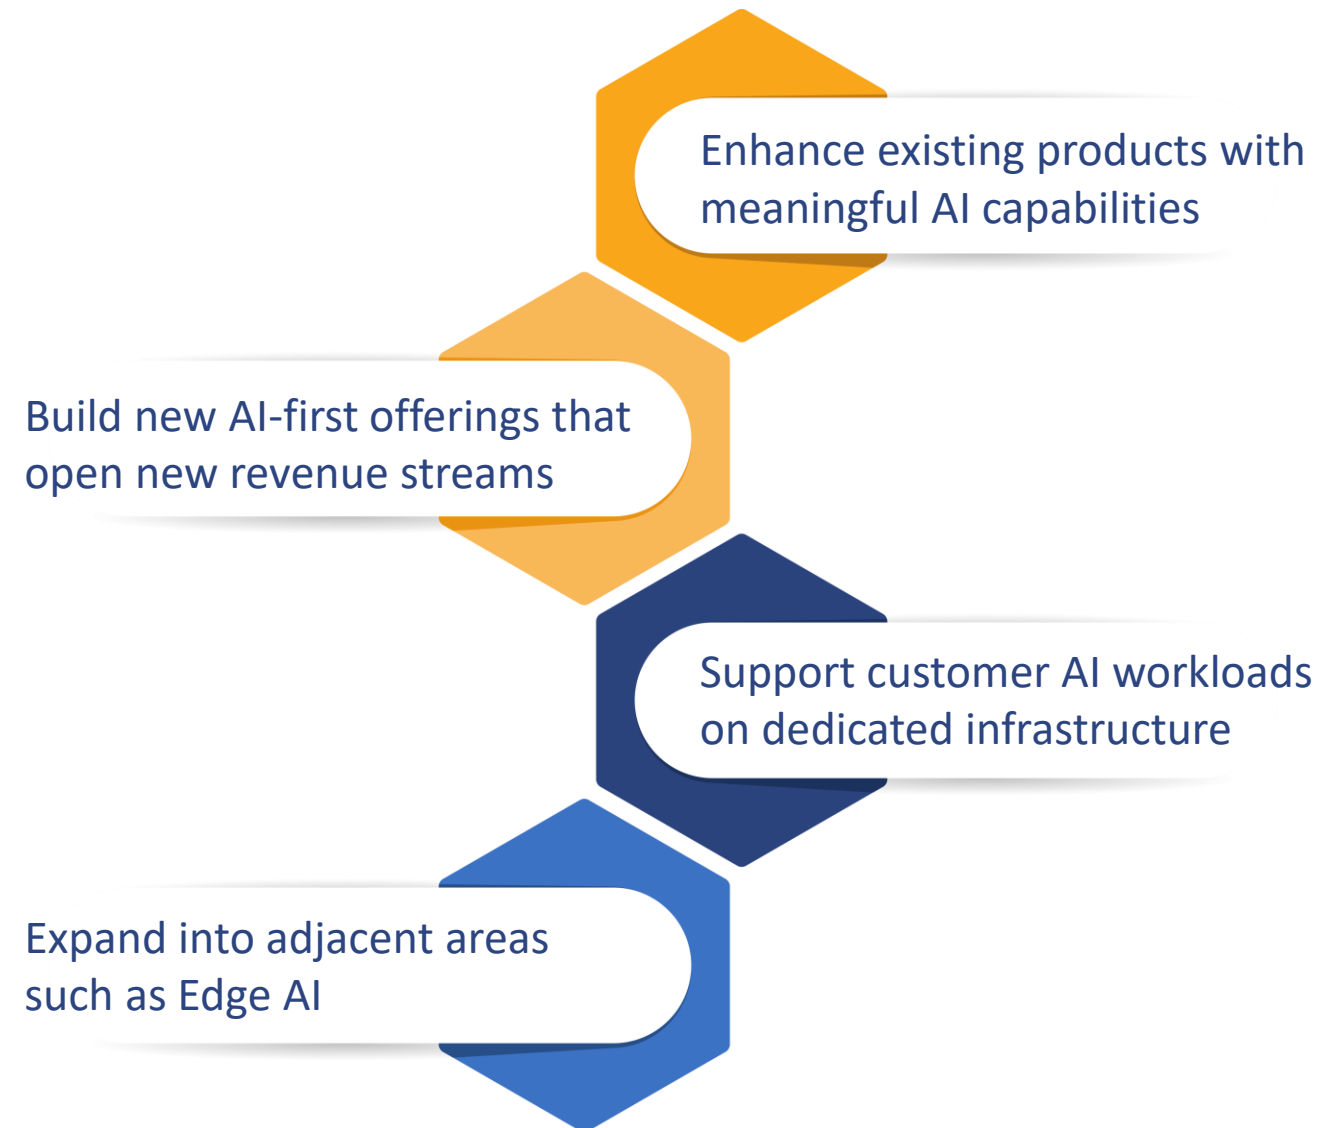 Enhance existing products with
meaningful AI capabilities
Build new AI-first offerings that
open new revenue streams
Support customer AI workloads
on dedicated infrastructure
Expand into adjacent areas
such as Edge AI